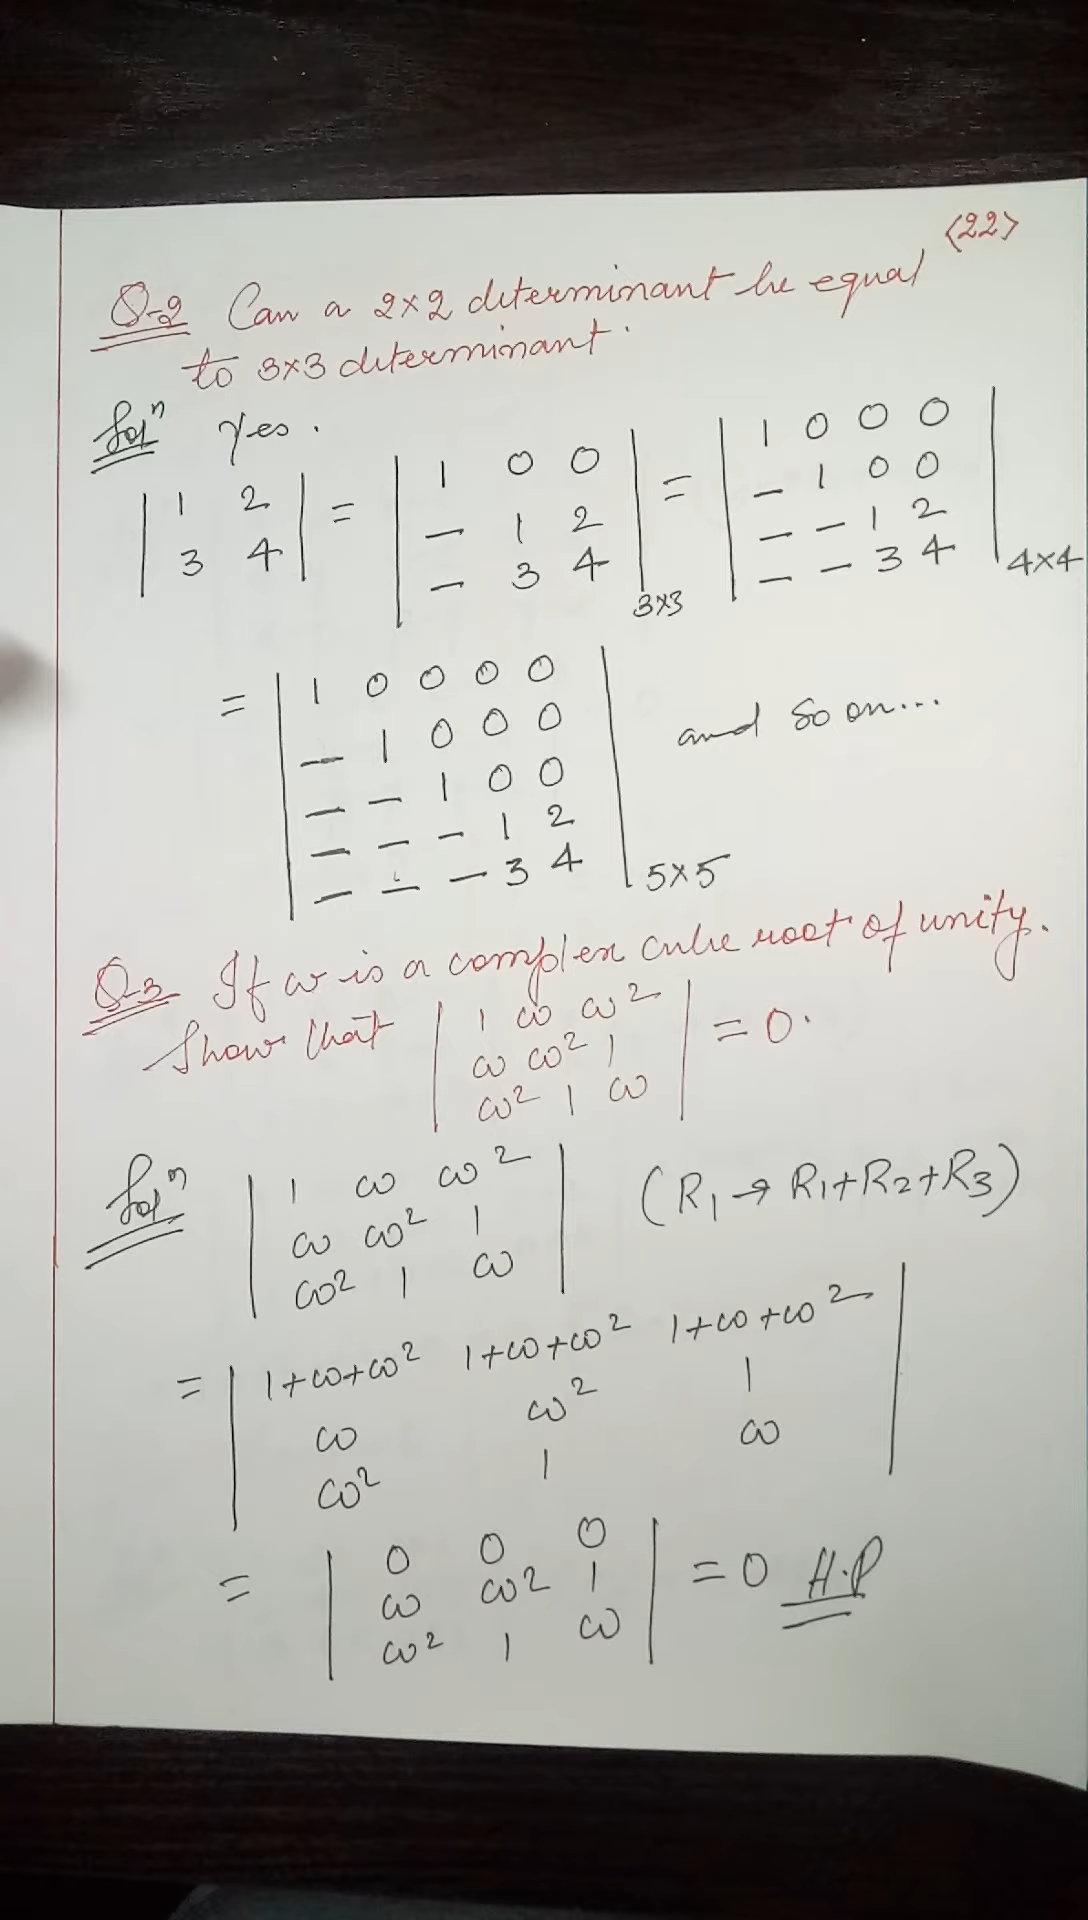 <22>
Q-2 Can a 2×2 determinant be equal
to 3×3 determinant.
Solⁿ Yes.
| 1 2 | = | 1 0 0 | = | 1 0 0 0 |
| 3 4 | | — 1 2 | | — 1 0 0 |
| — 3 4 | 3×3 | — — 1 2 |
| — — 3 4 | 4×4
= | 1 0 0 0 0 |
| — 1 0 0 0 | and so on...
| — — 1 0 0 |
| — — — 1 2 |
| — — — 3 4 | 5×5
Q-3 If ω is a complex cube root of unity.
Show that | 1 ω ω² | = 0.
| ω ω² 1 |
| ω² 1 ω |
Solⁿ | 1 ω ω² | (R₁ → R₁+R₂+R₃)
| ω ω² 1 |
| ω² 1 ω |
= | 1+ω+ω² 1+ω+ω² 1+ω+ω² |
| ω ω² 1 |
| ω² 1 ω |
= | 0 0 0 | = 0 H.P
| ω ω² 1 |
| ω² 1 ω |